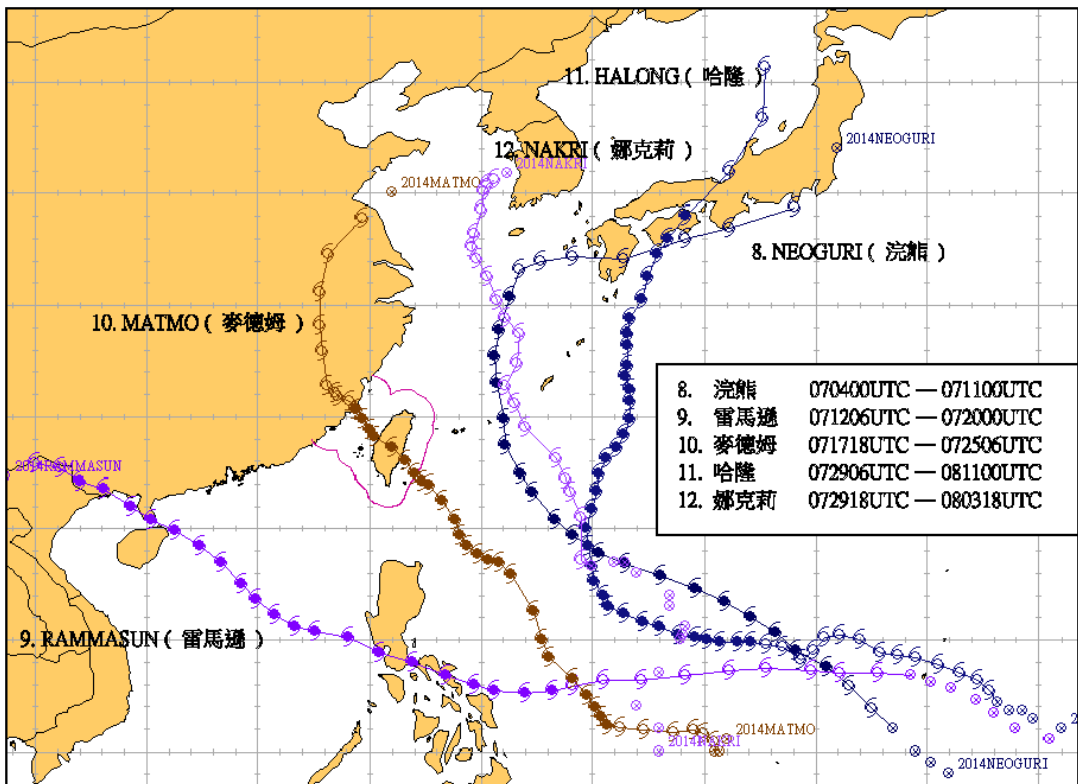 11. HALONG ( 哈隆 )
2014NEOGURI
12. NAKRI ( 娜克莉 )
2014NAKRI
2014MATMO
8. NEOGURI ( 浣熊 )
10. MATMO ( 麥德姆 )
8. 浣熊 070400UTC — 071100UTC
9. 雷馬遜 071206UTC — 072000UTC
10. 麥德姆 071718UTC — 072506UTC
11. 哈隆 072906UTC — 081100UTC
12. 娜克莉 072918UTC — 080318UTC
2014RAMMASUN
9. RAMMASUN ( 雷馬遜 )
2014MATMO
2014NAKRI
2014NEOGURI